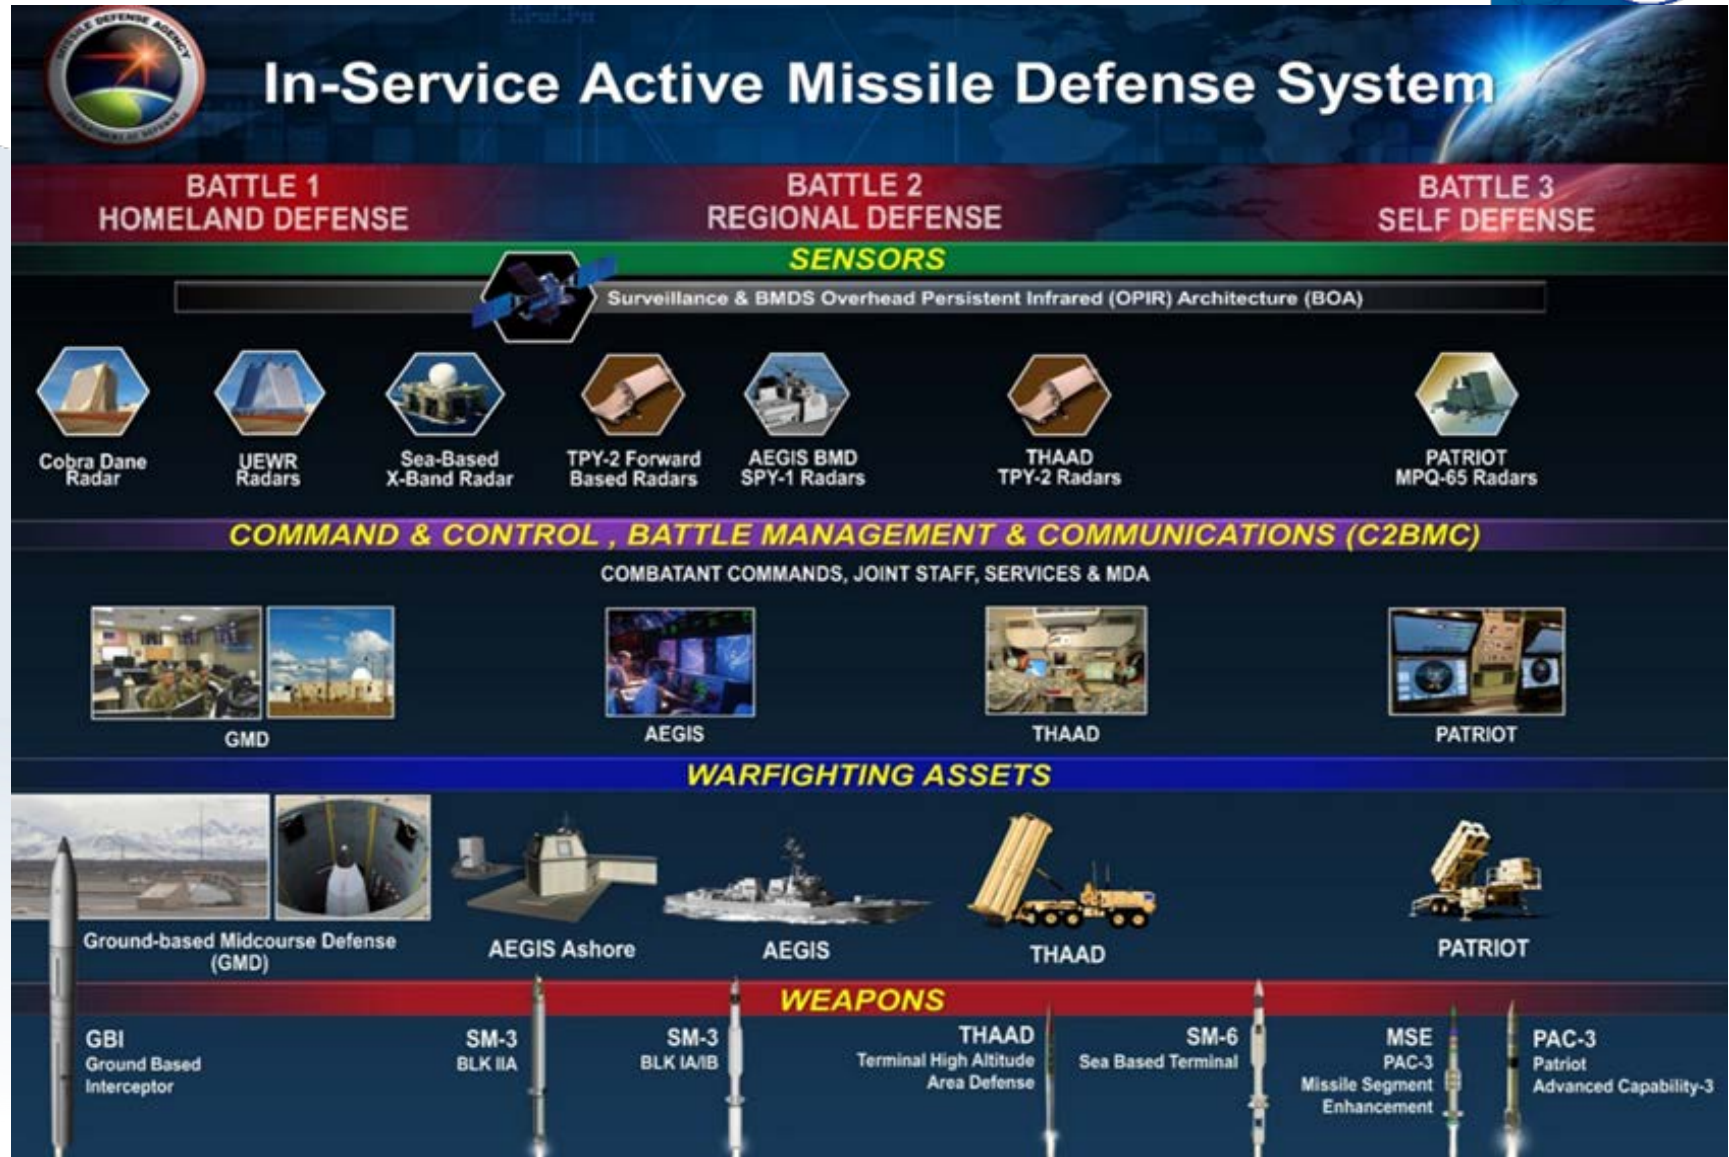 MISSILE DEFENSE AGENCY
DEPARTMENT OF DEFENSE
In-Service Active Missile Defense System
BATTLE 1
HOMELAND DEFENSE
BATTLE 2
REGIONAL DEFENSE
BATTLE 3
SELF DEFENSE
SENSORS
Surveillance & BMDS Overhead Persistent Infrared (OPIR) Architecture (BOA)
Cobra Dane
Radar
UEWR
Radars
Sea-Based
X-Band Radar
TPY-2 Forward
Based Radars
AEGIS BMD
SPY-1 Radars
THAAD
TPY-2 Radars
PATRIOT
MPQ-65 Radars
COMMAND & CONTROL , BATTLE MANAGEMENT & COMMUNICATIONS (C2BMC)
COMBATANT COMMANDS, JOINT STAFF, SERVICES & MDA
GMD
AEGIS
THAAD
PATRIOT
WARFIGHTING ASSETS
Ground-based Midcourse Defense
(GMD)
AEGIS Ashore
AEGIS
THAAD
PATRIOT
WEAPONS
GBI
Ground Based
Interceptor
SM-3
BLK IIA
SM-3
BLK IA/IB
THAAD
Terminal High Altitude
Area Defense
SM-6
Sea Based Terminal
MSE
PAC-3
Missile Segment
Enhancement
PAC-3
Patriot
Advanced Capability-3